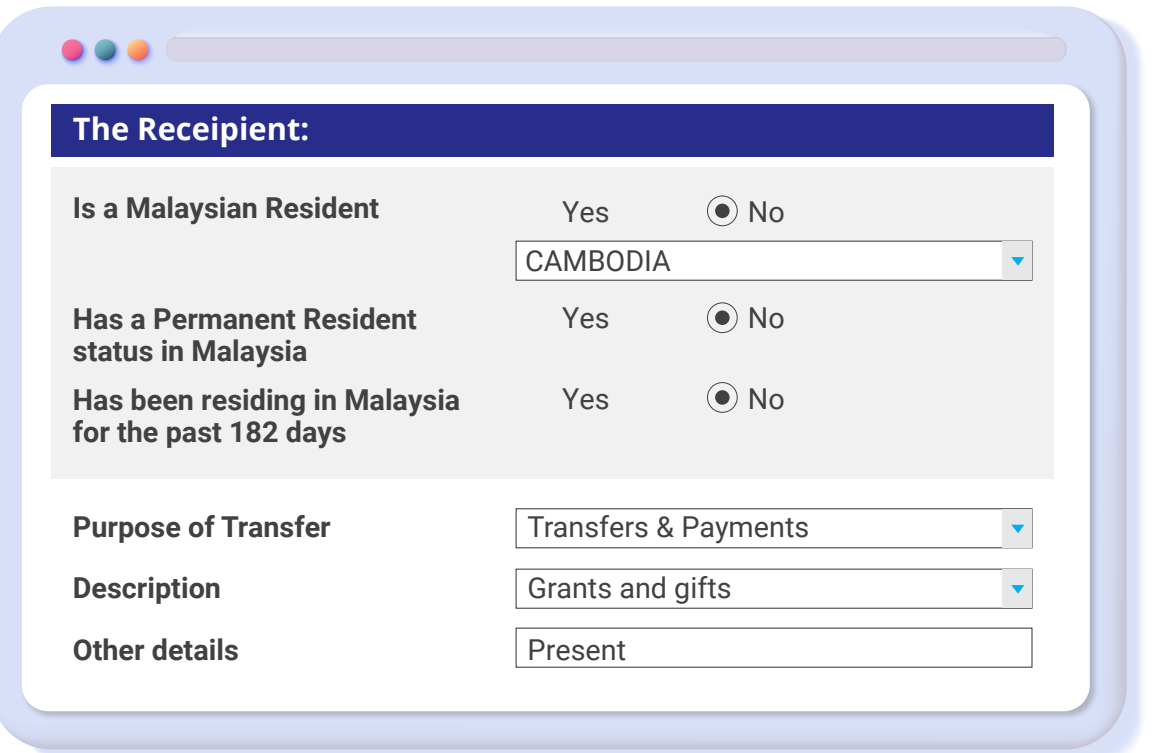 The Receipient:
Is a Malaysian Resident Yes No
CAMBODIA
Has a Permanent Resident Yes No
status in Malaysia
Has been residing in Malaysia Yes No
for the past 182 days
Purpose of Transfer Transfers & Payments
Description Grants and gifts
Other details Present